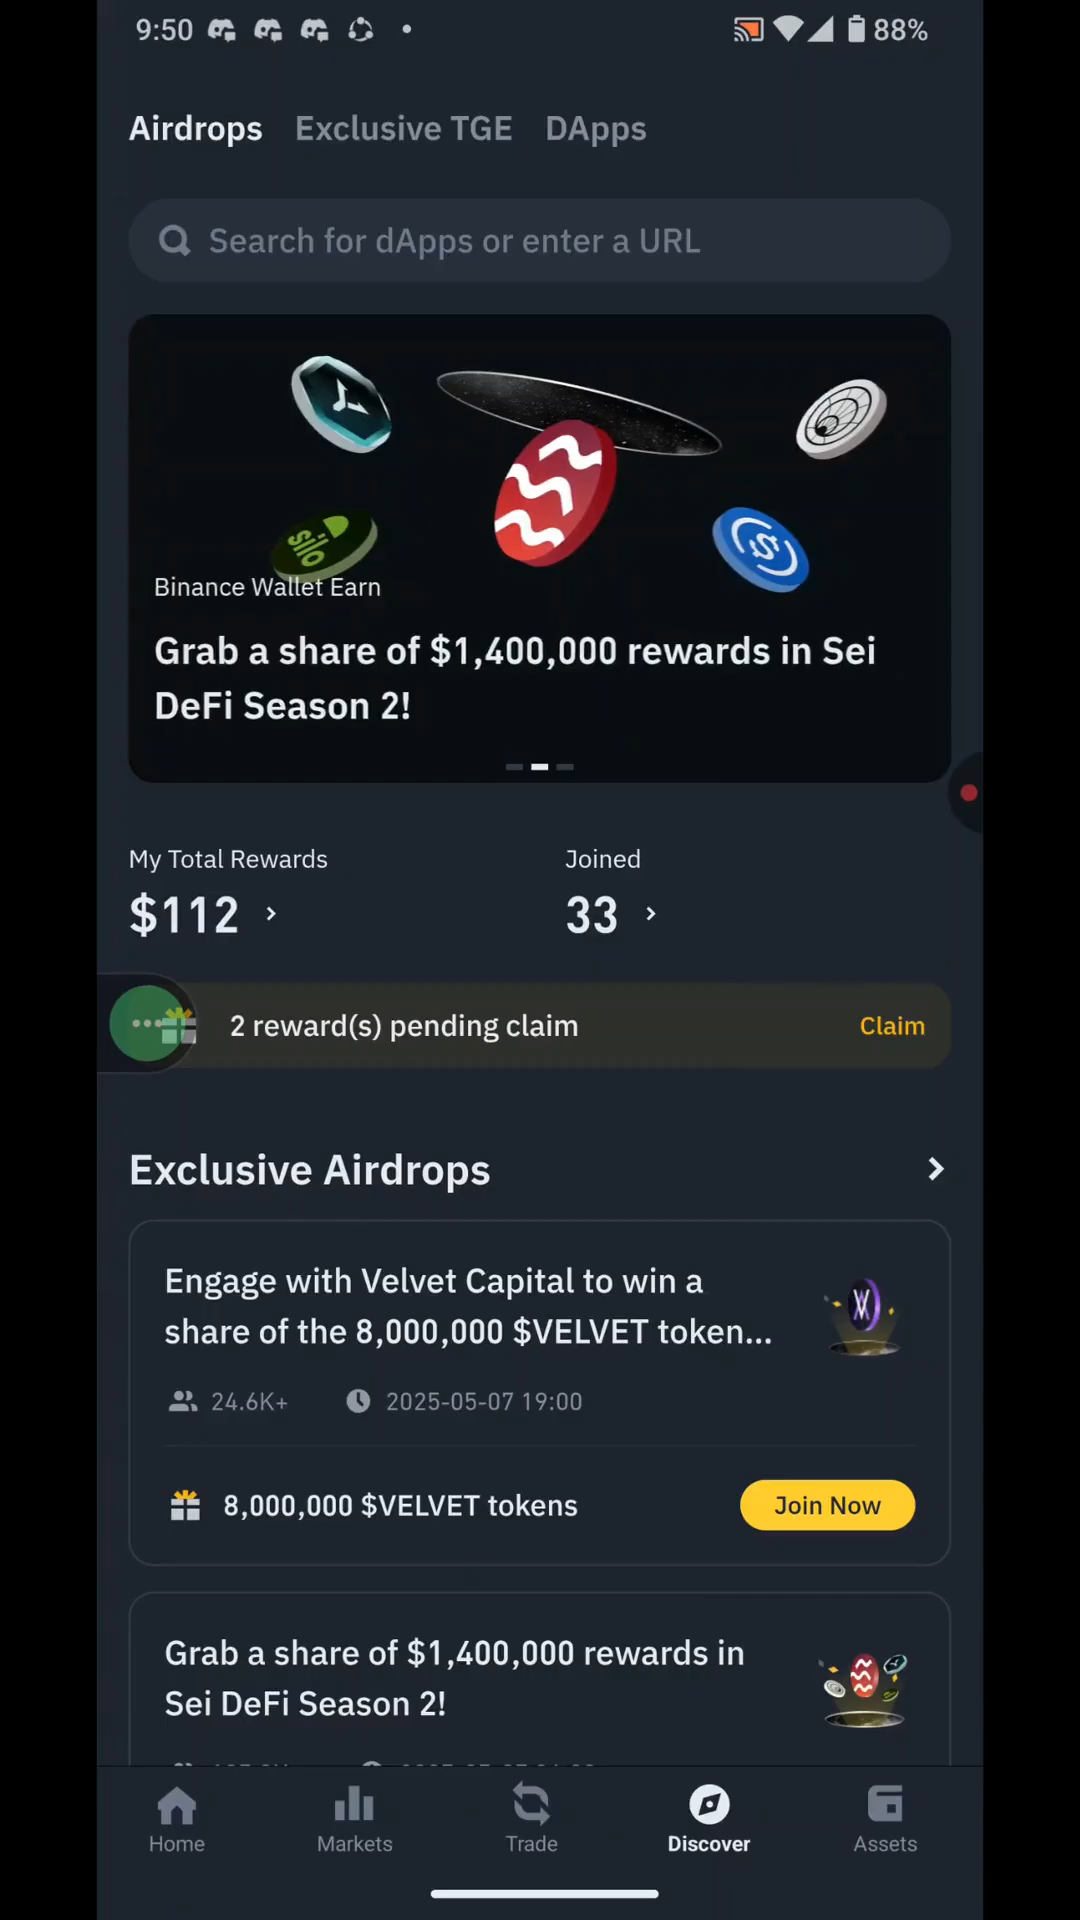 9:50
88%
Airdrops Exclusive TGE DApps
Search for dApps or enter a URL
silo
Binance Wallet Earn
Grab a share of $1,400,000 rewards in Sei
DeFi Season 2!
My Total Rewards Joined
$112 33
2 reward(s) pending claim Claim
Exclusive Airdrops
Engage with Velvet Capital to win a
share of the 8,000,000 $VELVET token...
24.6K+ 2025-05-07 19:00
8,000,000 $VELVET tokens Join Now
Grab a share of $1,400,000 rewards in
Sei DeFi Season 2!
Home Markets Trade Discover Assets